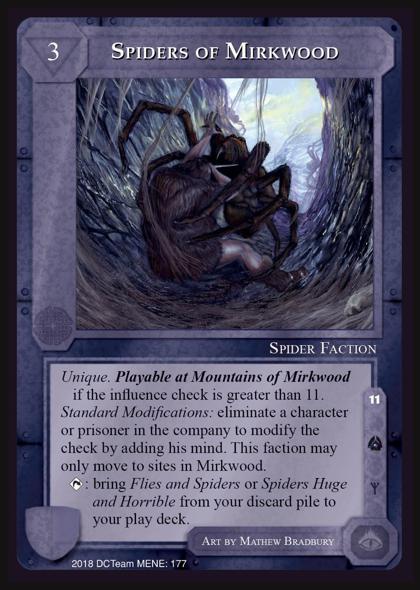 3
Spiders of Mirkwood
Spider Faction
Unique. Playable at Mountains of Mirkwood
if the influence check is greater than 11.
11
Standard Modifications: eliminate a character
or prisoner in the company to modify the
check by adding his mind. This faction may
only move to sites in Mirkwood.
: bring Flies and Spiders or Spiders Huge
and Horrible from your discard pile to
your play deck.
Art by Mathew Bradbury
2018 DCTeam MENE: 177